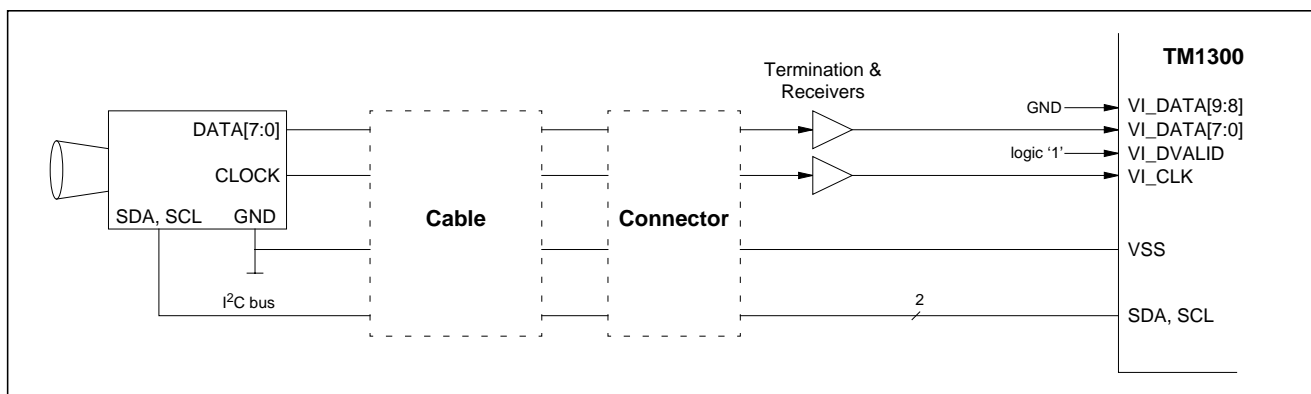 TM1300
Termination &
Receivers
GND
VI_DATA[9:8]
DATA[7:0]
VI_DATA[7:0]
logic ‘1’
VI_DVALID
CLOCK
VI_CLK
SDA, SCL
GND
Cable
Connector
VSS
I²C bus
2
SDA, SCL